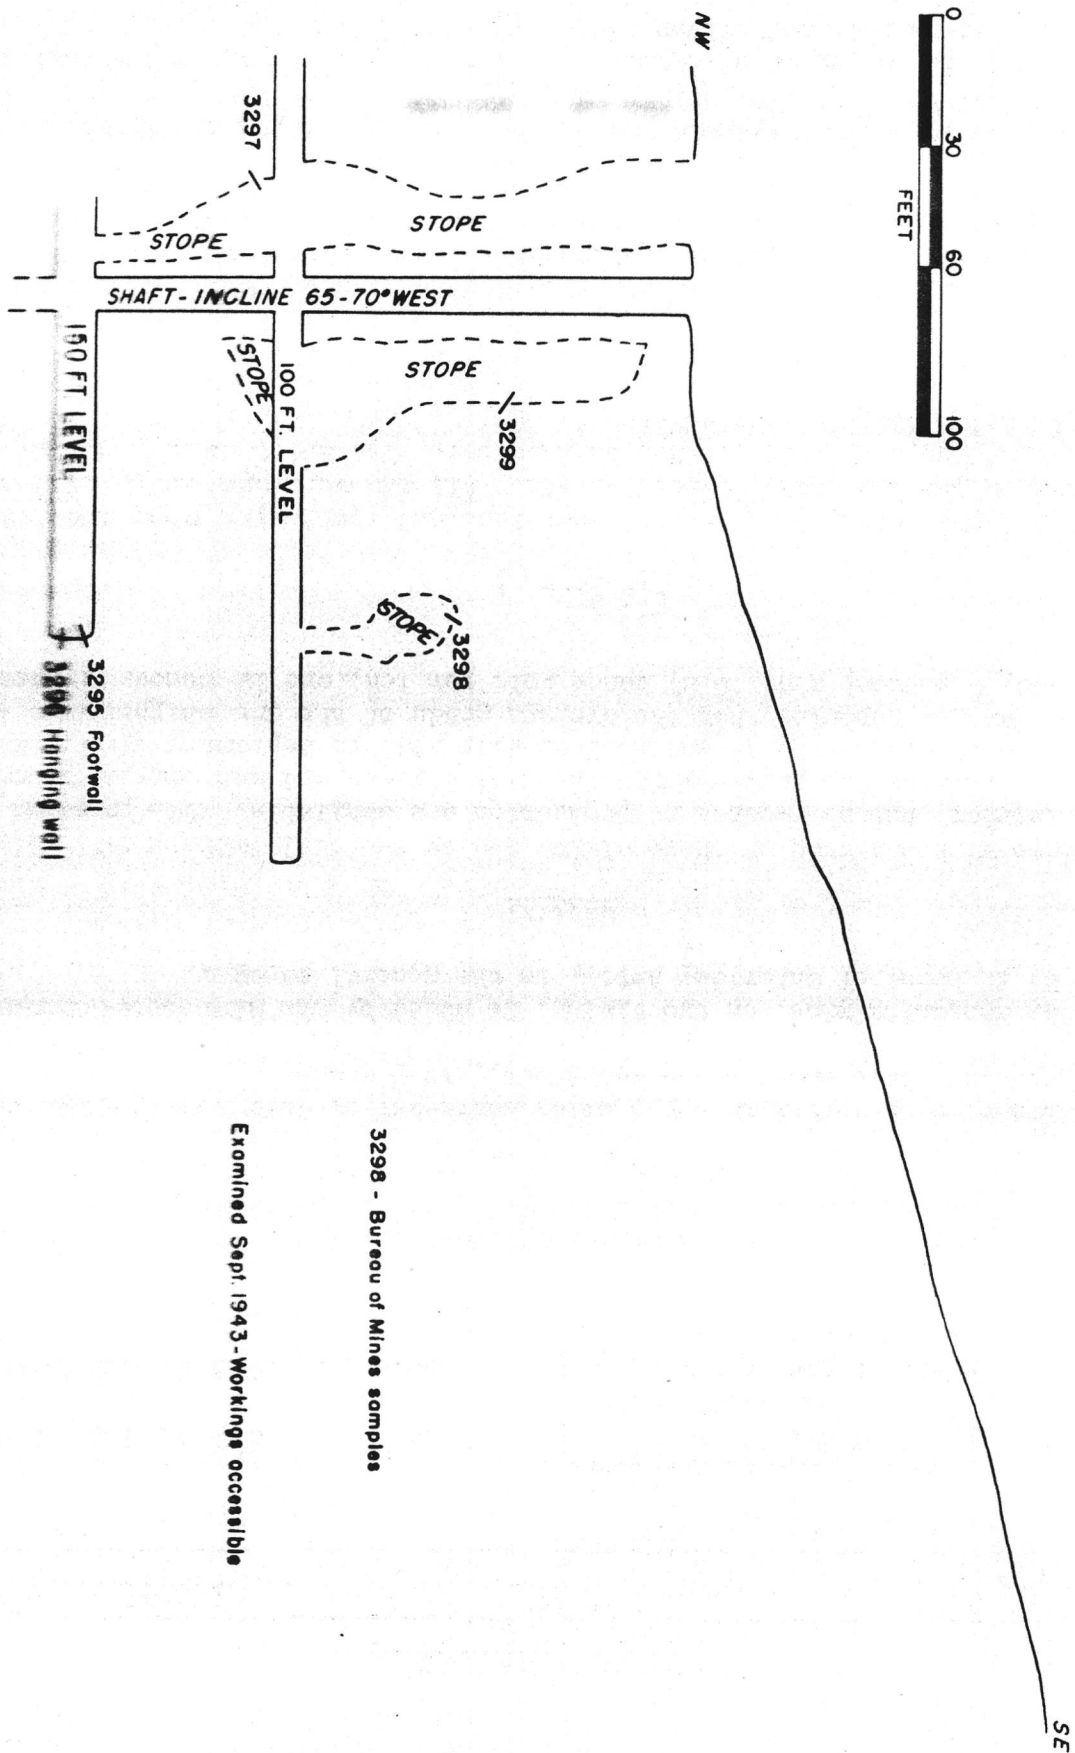 NW
SE
0 30 60 100
FEET
3297
STOPE
STOPE
SHAFT-INCLINE 65-70° WEST
STOPE
STOPE
3299
100 FT. LEVEL
STOPE
3298
150 FT. LEVEL
3295 Footwall
Hanging wall
3298 - Bureau of Mines samples
Examined Sept. 1943 - Workings accessible